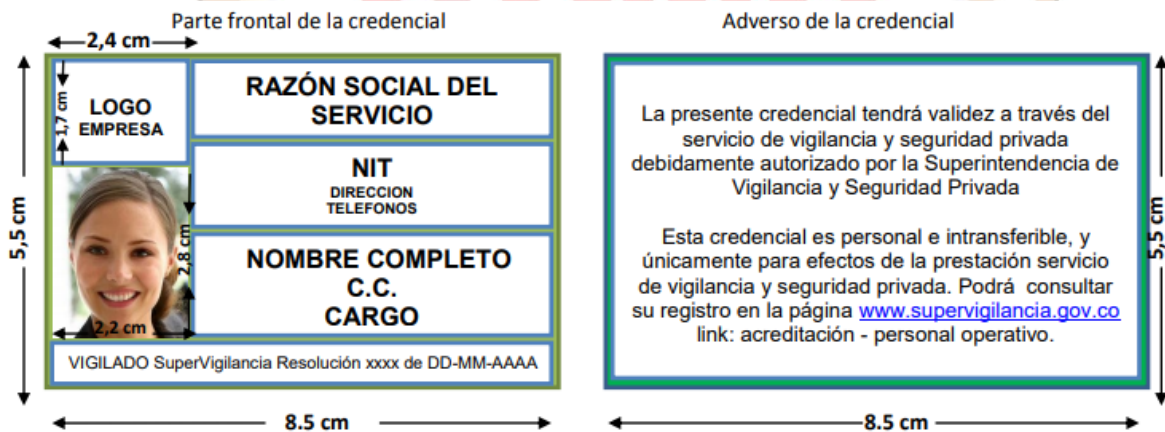 Parte frontal de la credencial
2,4 cm
1,7 cm
LOGO
EMPRESA
RAZÓN SOCIAL DEL
SERVICIO
NIT
DIRECCION
TELEFONOS
5,5 cm
2,8 cm
2,2 cm
NOMBRE COMPLETO
C.C.
CARGO
VIGILADO SuperVigilancia Resolución xxxx de DD-MM-AAAA
8.5 cm
Adverso de la credencial
La presente credencial tendrá validez a través del
servicio de vigilancia y seguridad privada
debidamente autorizado por la Superintendencia de
Vigilancia y Seguridad Privada
Esta credencial es personal e intransferible, y
únicamente para efectos de la prestación servicio
de vigilancia y seguridad privada. Podrá consultar
su registro en la página www.supervigilancia.gov.co
link: acreditación - personal operativo.
5,5 cm
8.5 cm